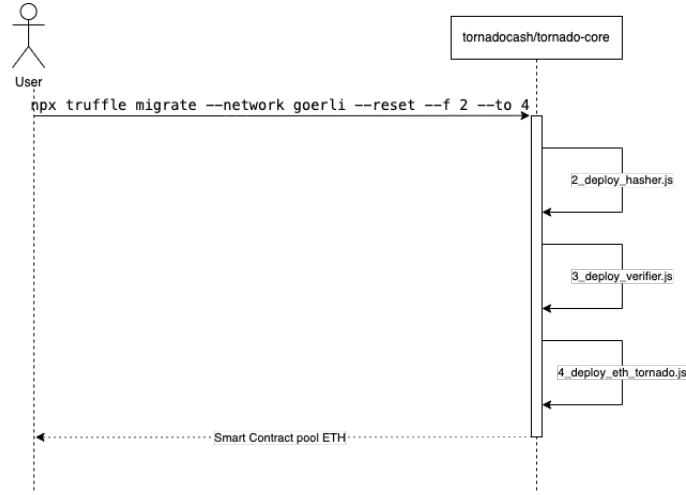 tornadocash/tornado-core
User
npx truffle migrate --network goerli --reset --f 2 --to 4
2_deploy_hasher.js
3_deploy_verifier.js
4_deploy_eth_tornado.js
Smart Contract pool ETH